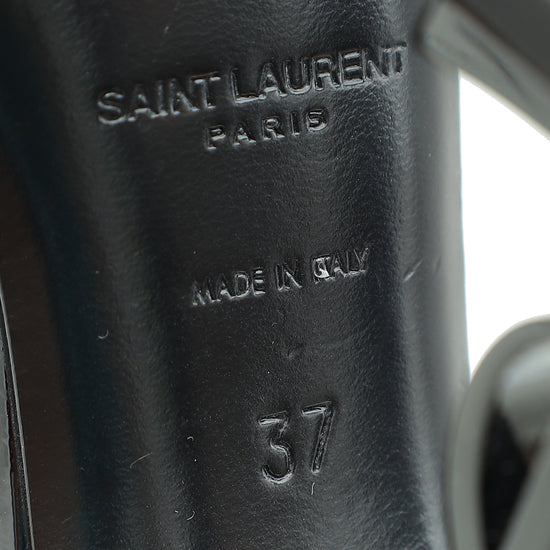 SAINT LAURENT
PARIS
MADE IN ITALY
37